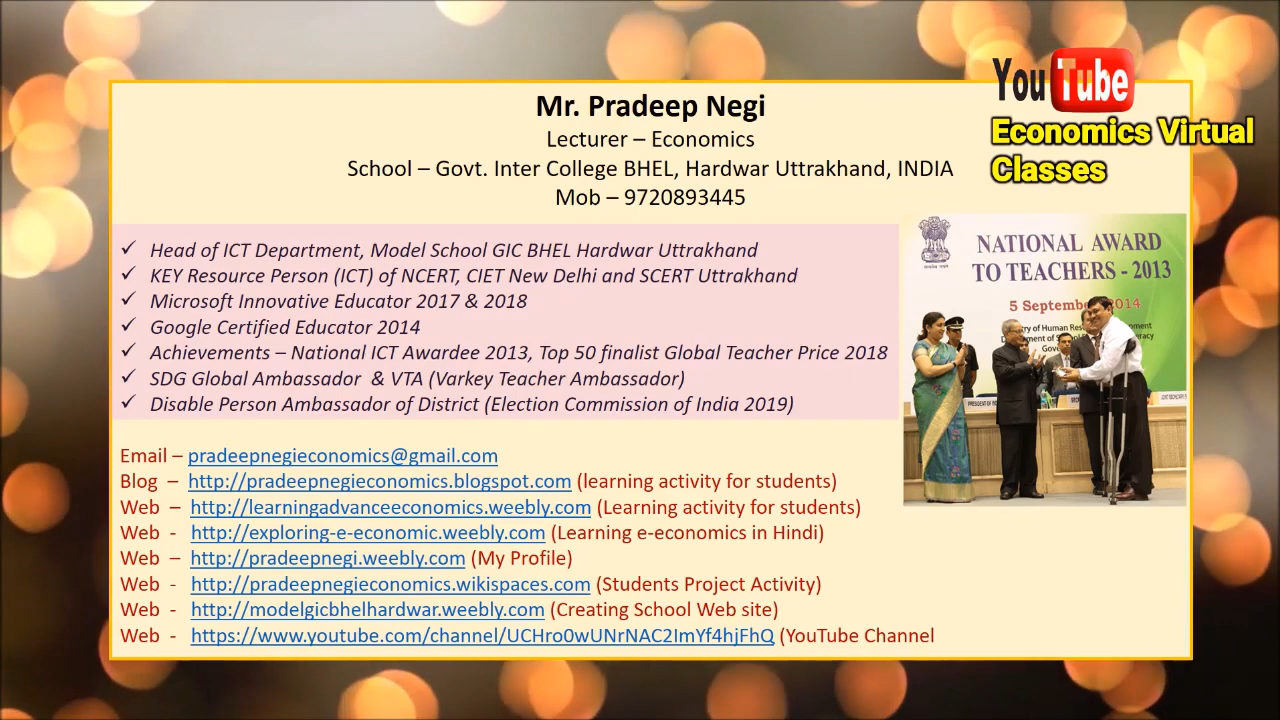 YouTube
Economics Virtual
Classes
Mr. Pradeep Negi
Lecturer – Economics
School – Govt. Inter College BHEL, Hardwar Uttrakhand, INDIA
Mob – 9720893445
✓ Head of ICT Department, Model School GIC BHEL Hardwar Uttrakhand
✓ KEY Resource Person (ICT) of NCERT, CIET New Delhi and SCERT Uttrakhand
✓ Microsoft Innovative Educator 2017 & 2018
✓ Google Certified Educator 2014
✓ Achievements – National ICT Awardee 2013, Top 50 finalist Global Teacher Price 2018
✓ SDG Global Ambassador & VTA (Varkey Teacher Ambassador)
✓ Disable Person Ambassador of District (Election Commission of India 2019)
NATIONAL AWARD
TO TEACHERS - 2013
5 September 2014
Email – pradeepnegieconomics@gmail.com
Blog – http://pradeepnegieconomics.blogspot.com (learning activity for students)
Web – http://learningadvanceeconomics.weebly.com (Learning activity for students)
Web - http://exploring-e-economic.weebly.com (Learning e-economics in Hindi)
Web – http://pradeepnegi.weebly.com (My Profile)
Web - http://pradeepnegieconomics.wikispaces.com (Students Project Activity)
Web - http://modelgicbhelhardwar.weebly.com (Creating School Web site)
Web - https://www.youtube.com/channel/UCHro0wUNrNAC2ImYf4hjFhQ (YouTube Channel